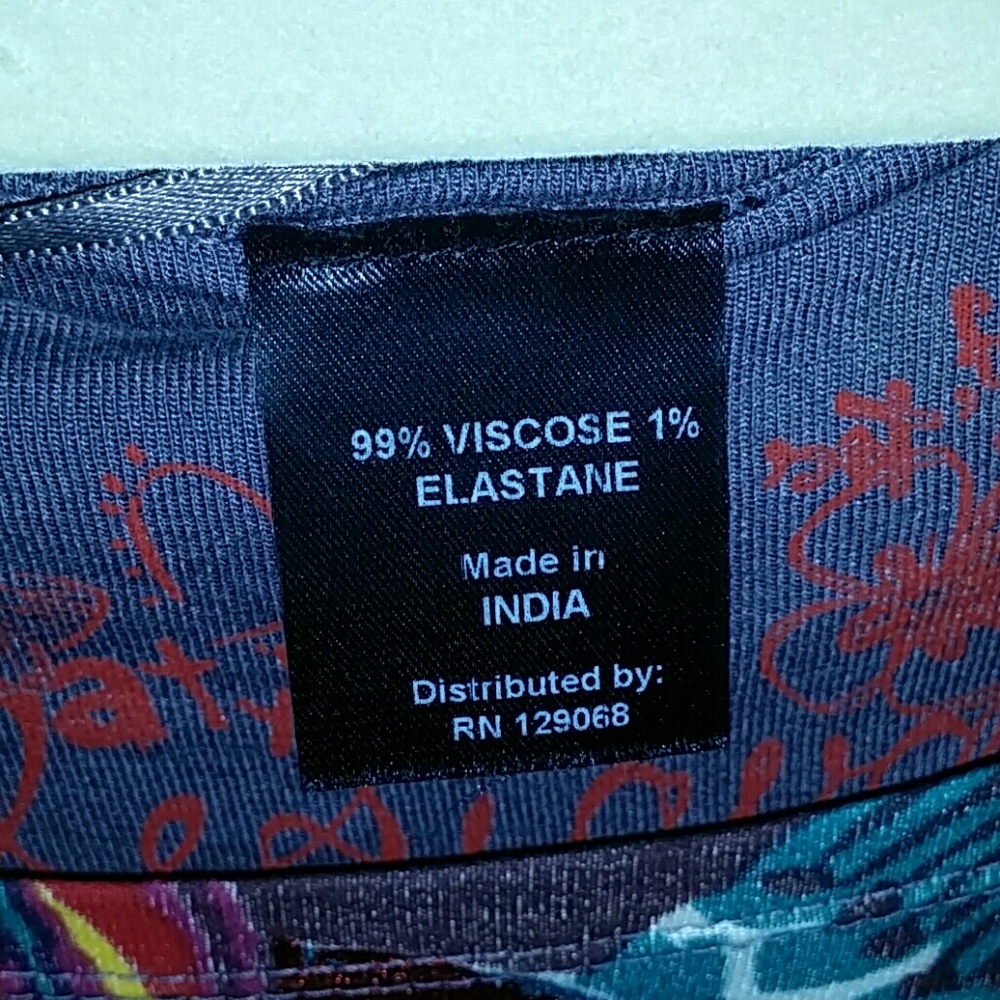 99% VISCOSE 1%
ELASTANE
Made in
INDIA
Distributed by:
RN 129068